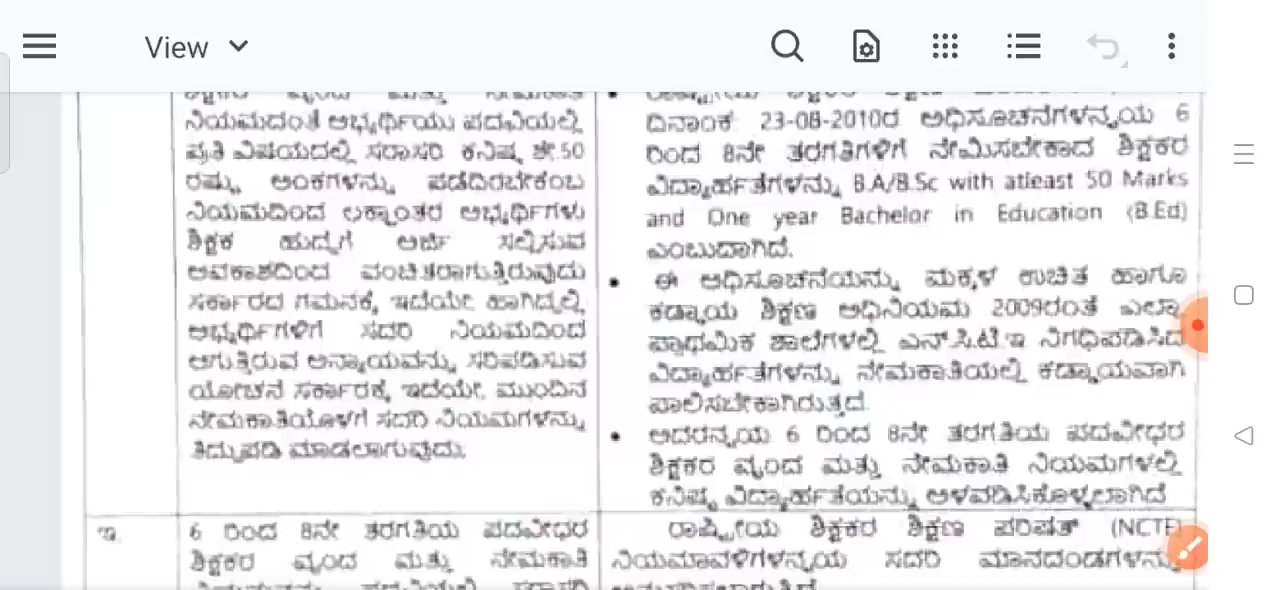 View
ನಿಯಮದಂತೆ ಅಭ್ಯರ್ಥಿಯು ಪದವಿಯಲ್ಲಿ
ಪ್ರತಿ ವಿಷಯದಲ್ಲಿ ಸರಾಸರಿ ಕನಿಷ್ಠ ಶೇ.50
ರಷ್ಟು ಅಂಕಗಳನ್ನು ಪಡೆದಿರಬೇಕೆಂಬ
ನಿಯಮದಿಂದ ಲಕ್ಷಾಂತರ ಅಭ್ಯರ್ಥಿಗಳು
ಶಿಕ್ಷಕ ಹುದ್ದೆಗೆ ಅರ್ಜಿ ಸಲ್ಲಿಸುವ
ಅವಕಾಶದಿಂದ ವಂಚಿತರಾಗುತ್ತಿರುವುದು
ಸರ್ಕಾರದ ಗಮನಕ್ಕೆ ಇದೆಯೇ. ಹಾಗಿದ್ದಲ್ಲಿ
ಅಭ್ಯರ್ಥಿಗಳಿಗೆ ಸದರಿ ನಿಯಮದಿಂದ
ಆಗುತ್ತಿರುವ ಅನ್ಯಾಯವನ್ನು ಸರಿಪಡಿಸುವ
ಯೋಚನೆ ಸರ್ಕಾರಕ್ಕೆ ಇದೆಯೇ. ಮುಂದಿನ
ನೇಮಕಾತಿಯೊಳಗೆ ಸದರಿ ನಿಯಮಗಳನ್ನು
ತಿದ್ದುಪಡಿ ಮಾಡಲಾಗುವುದು;
ದಿನಾಂಕ: 23-08-2010ರ ಅಧಿಸೂಚನೆಗಳನ್ವಯ 6
ರಿಂದ 8ನೇ ತರಗತಿಗಳಿಗೆ ನೇಮಿಸಬೇಕಾದ ಶಿಕ್ಷಕರ
ವಿದ್ಯಾರ್ಹತೆಗಳನ್ನು B.A/B.Sc with atleast 50 Marks
and One year Bachelor in Education (B.Ed)
ಎಂಬುದಾಗಿದೆ.
• ಈ ಅಧಿಸೂಚನೆಯನ್ನು ಮಕ್ಕಳ ಉಚಿತ ಹಾಗೂ
ಕಡ್ಡಾಯ ಶಿಕ್ಷಣ ಅಧಿನಿಯಮ 2009ರಂತೆ ಎಲ್ಲಾ
ಪ್ರಾಥಮಿಕ ಶಾಲೆಗಳಲ್ಲಿ ಎನ್.ಸಿ.ಟಿ.ಇ ನಿಗಧಿಪಡಿಸಿದ
ವಿದ್ಯಾರ್ಹತೆಗಳನ್ನು ನೇಮಕಾತಿಯಲ್ಲಿ ಕಡ್ಡಾಯವಾಗಿ
ಪಾಲಿಸಬೇಕಾಗಿರುತ್ತದೆ.
• ಅದರನ್ವಯ 6 ರಿಂದ 8ನೇ ತರಗತಿಯ ಪದವೀಧರ
ಶಿಕ್ಷಕರ ವೃಂದ ಮತ್ತು ನೇಮಕಾತಿ ನಿಯಮಗಳಲ್ಲಿ
ಕನಿಷ್ಠ ವಿದ್ಯಾರ್ಹತೆಯನ್ನು ಅಳವಡಿಸಿಕೊಳ್ಳಲಾಗಿದೆ
ಇ.
6 ರಿಂದ 8ನೇ ತರಗತಿಯ ಪದವೀಧರ
ಶಿಕ್ಷಕರ ವೃಂದ ಮತ್ತು ನೇಮಕಾತಿ
ರಾಷ್ಟ್ರೀಯ ಶಿಕ್ಷಕರ ಶಿಕ್ಷಣ ಪರಿಷತ್ (NCTE)
ನಿಯಮಾವಳಿಗಳನ್ವಯ ಸದರಿ ಮಾನದಂಡಗಳನ್ನು